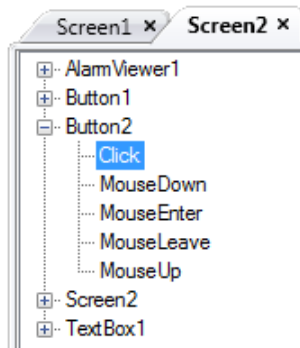 Screen1 × Screen2 ×
AlarmViewer1
Button1
Button2
Click
MouseDown
MouseEnter
MouseLeave
MouseUp
Screen2
TextBox1